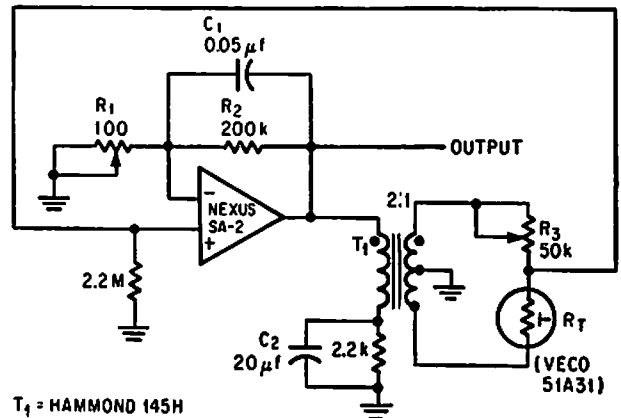 C1
0.05 μf
R1
100
R2
200k
OUTPUT
−
NEXUS
SA-2
+
2:1
T1
R3
50k
2.2M
C2
20 μf
2.2k
RT
(VECO
51A31)
T1 = HAMMOND 145H